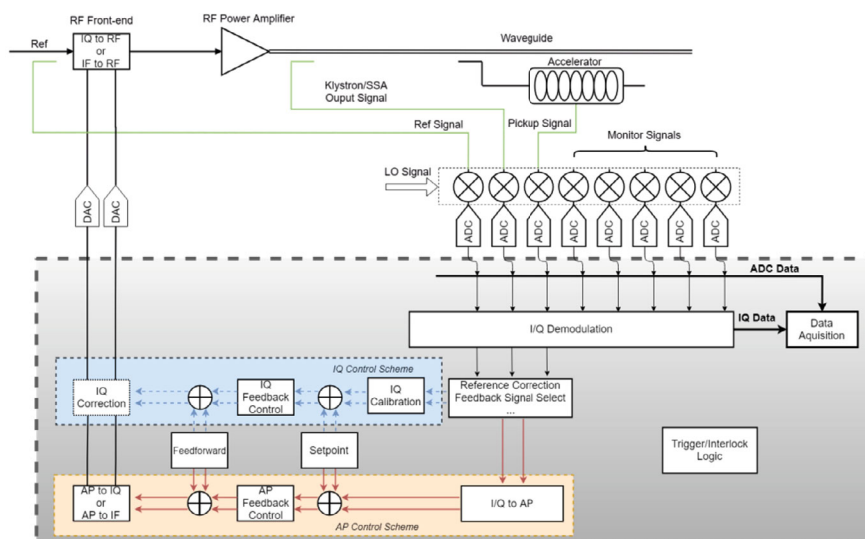 RF Front-end
RF Power Amplifier
Ref
IQ to RF
or
IF to RF
Waveguide
Accelerator
Klystron/SSA
Ouput Signal
Ref Signal
Pickup Signal
Monitor Signals
LO Signal
DAC
DAC
ADC
ADC
ADC
ADC
ADC
ADC
ADC
ADC
ADC Data
I/Q Demodulation
IQ Data
Data
Aquisition
IQ Control Scheme
IQ
Correction
IQ
Feedback
Control
IQ
Calibration
Reference Correction
Feedback Signal Select
...
Feedforward
Setpoint
Trigger/Interlock
Logic
AP to IQ
or
AP to IF
AP
Feedback
Control
I/Q to AP
AP Control Scheme